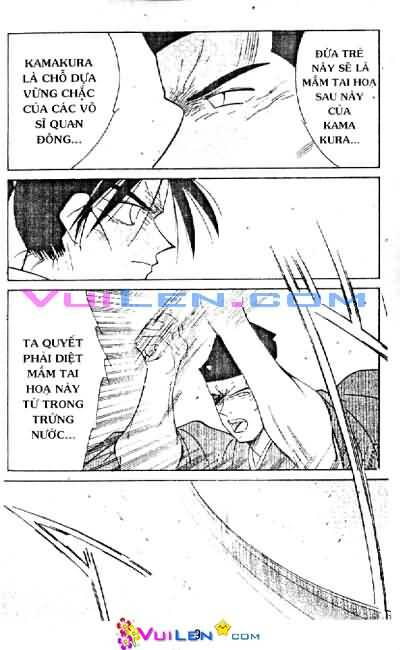 KAMAKURA
LÀ CHỖ DỰA
VỮNG CHẮC
CỦA CÁC VÕ
SĨ QUAN
ĐÔNG...
ĐỨA TRẺ
NÀY SẼ LÀ
MẦM TAI HOẠ
SAU NÀY
CỦA
KAMA
KURA...
VuiLen.com
TA QUYẾT
PHẢI DIỆT
MẦM TAI
HOẠ NÀY
TỪ TRONG
TRỨNG
NƯỚC...
3
VuiLen